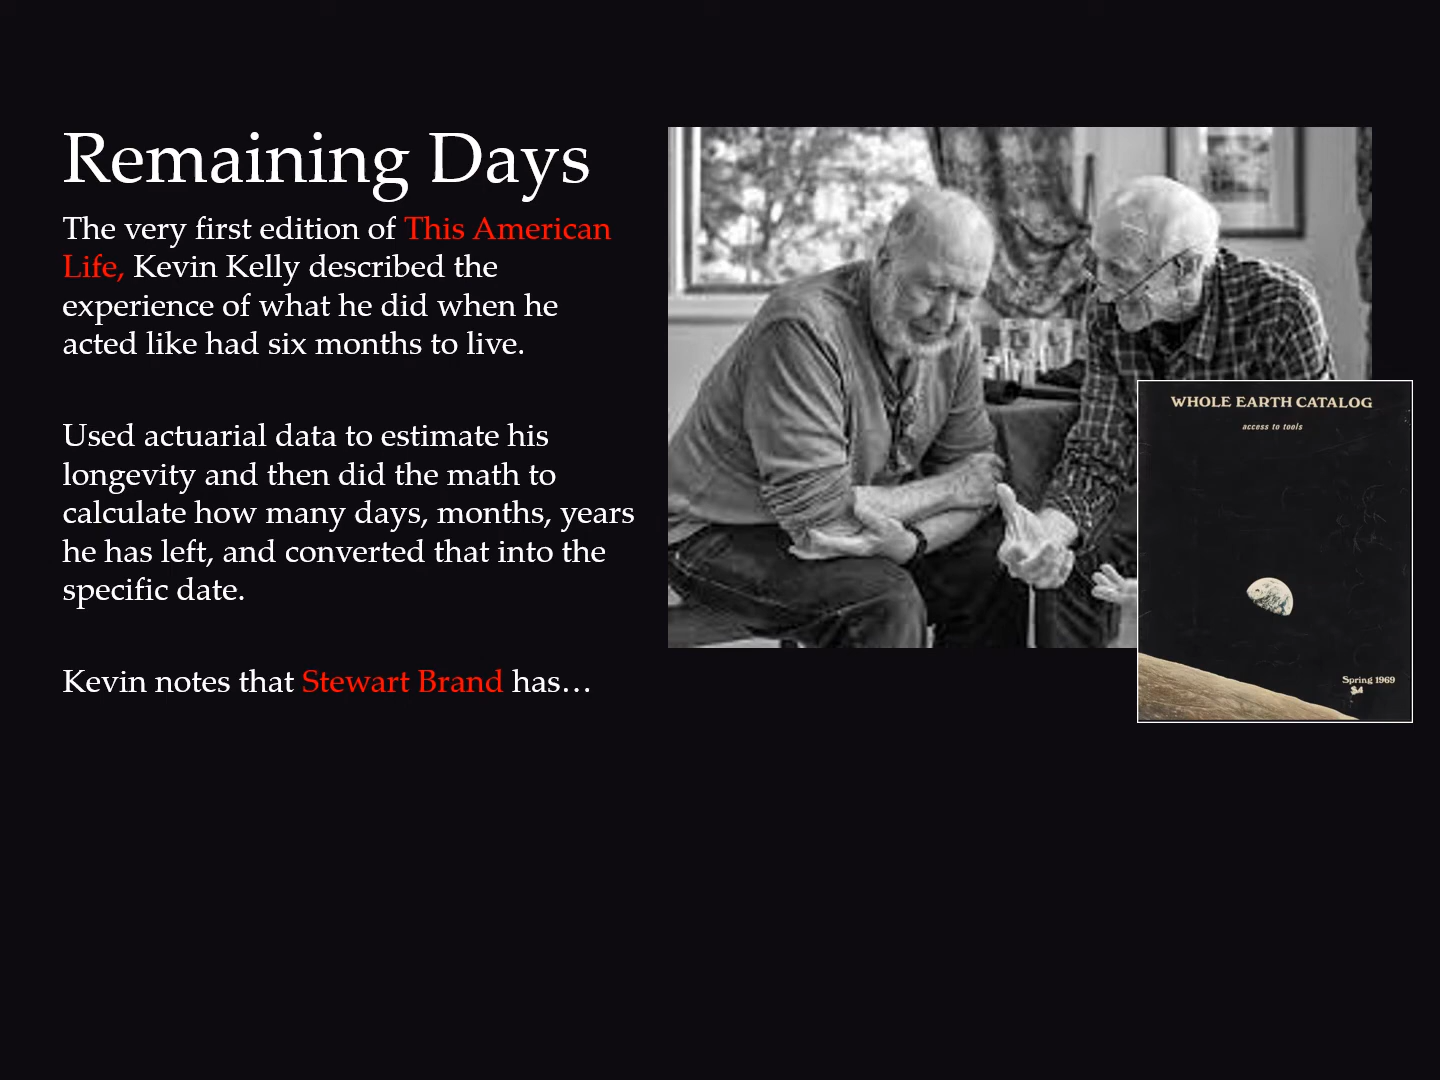 Remaining Days
The very first edition of This American
Life, Kevin Kelly described the
experience of what he did when he
acted like had six months to live.
Used actuarial data to estimate his
longevity and then did the math to
calculate how many days, months, years
he has left, and converted that into the
specific date.
Kevin notes that Stewart Brand has…
WHOLE EARTH CATALOG
access to tools
Spring 1969
$4